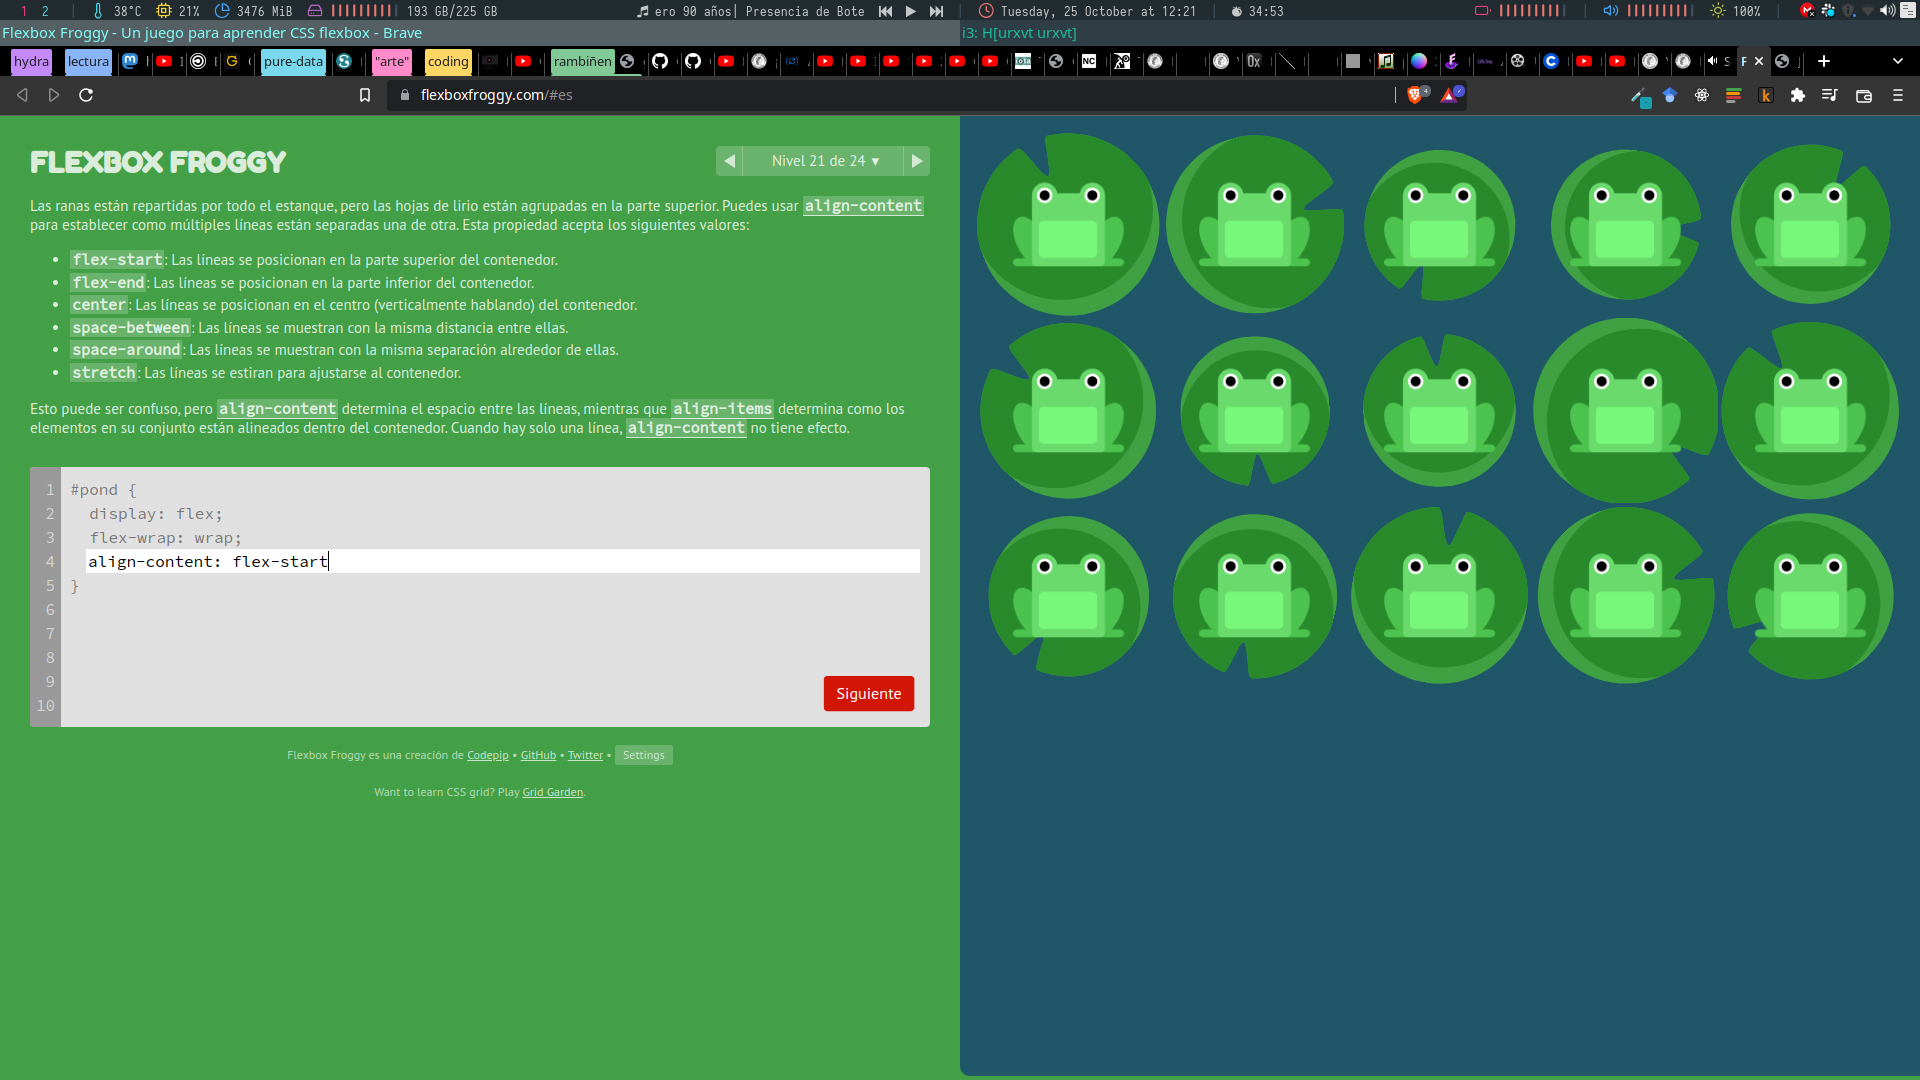 1 2 38°C 21% 3476 MiB 193 GB/225 GB ero 90 años| Presencia de Bote Tuesday, 25 October at 12:21 34:53 100%
Flexbox Froggy - Un juego para aprender CSS flexbox - Brave
i3: H[urxvt urxvt]
hydra lectura pure-data "arte" coding rambiñen
flexboxfroggy.com/#es
FLEXBOX FROGGY
Nivel 21 de 24 ▾
Las ranas están repartidas por todo el estanque, pero las hojas de lirio están agrupadas en la parte superior. Puedes usar align-content
para establecer como múltiples líneas están separadas una de otra. Esta propiedad acepta los siguientes valores:
• flex-start: Las líneas se posicionan en la parte superior del contenedor.
• flex-end: Las líneas se posicionan en la parte inferior del contenedor.
• center: Las líneas se posicionan en el centro (verticalmente hablando) del contenedor.
• space-between: Las líneas se muestran con la misma distancia entre ellas.
• space-around: Las líneas se muestran con la misma separación alrededor de ellas.
• stretch: Las líneas se estiran para ajustarse al contenedor.
Esto puede ser confuso, pero align-content determina el espacio entre las líneas, mientras que align-items determina como los
elementos en su conjunto están alineados dentro del contenedor. Cuando hay solo una línea, align-content no tiene efecto.
1 #pond {
2 display: flex;
3 flex-wrap: wrap;
4 align-content: flex-start
5 }
6
7
8
9
10
Siguiente
Flexbox Froggy es una creación de Codepip • GitHub • Twitter • Settings
Want to learn CSS grid? Play Grid Garden.